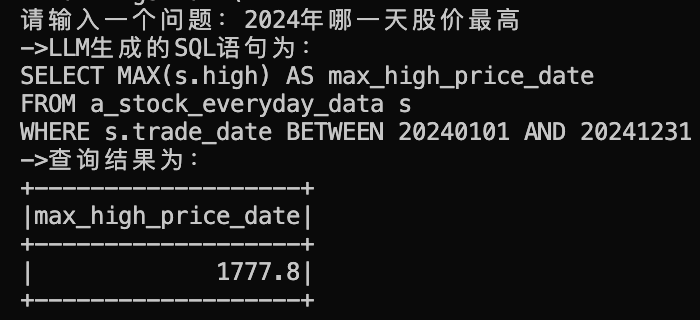 请输入一个问题：2024年哪一天股价最高
—>LLM生成的SQL语句为：
SELECT MAX(s.high) AS max_high_price_date
FROM a_stock_everyday_data s
WHERE s.trade_date BETWEEN 20240101 AND 20241231
—>查询结果为：
+-------------------+
|max_high_price_date|
+-------------------+
|             1777.8|
+-------------------+